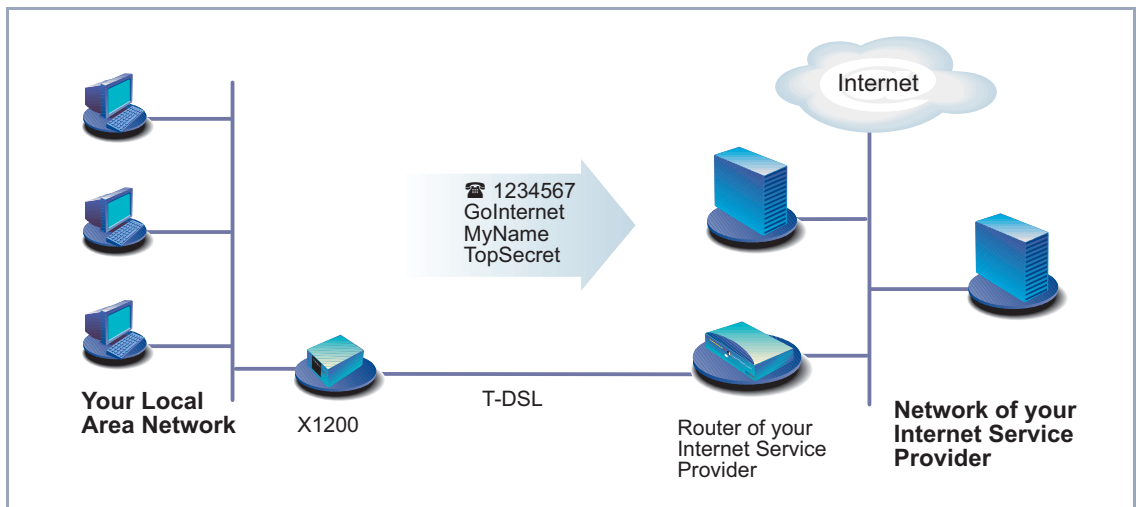 Internet
☎ 1234567
GoInternet
MyName
TopSecret
Your Local
Area Network
X1200
T-DSL
Router of your
Internet Service
Provider
Network of your
Internet Service
Provider